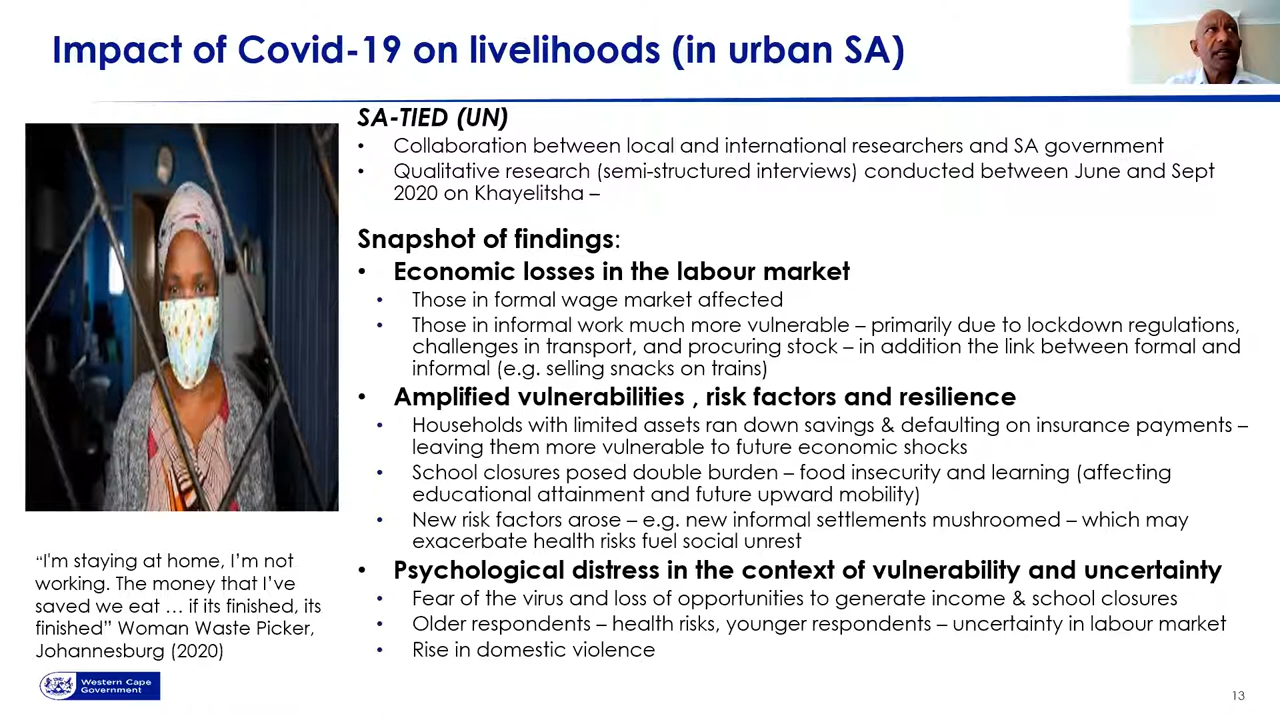 Impact of Covid-19 on livelihoods (in urban SA)
SA-TIED (UN)
• Collaboration between local and international researchers and SA government
• Qualitative research (semi-structured interviews) conducted between June and Sept
2020 on Khayelitsha –
Snapshot of findings:
• Economic losses in the labour market
• Those in formal wage market affected
• Those in informal work much more vulnerable – primarily due to lockdown regulations,
challenges in transport, and procuring stock – in addition the link between formal and
informal (e.g. selling snacks on trains)
• Amplified vulnerabilities , risk factors and resilience
• Households with limited assets ran down savings & defaulting on insurance payments –
leaving them more vulnerable to future economic shocks
• School closures posed double burden – food insecurity and learning (affecting
educational attainment and future upward mobility)
• New risk factors arose – e.g. new informal settlements mushroomed – which may
exacerbate health risks fuel social unrest
• Psychological distress in the context of vulnerability and uncertainty
• Fear of the virus and loss of opportunities to generate income & school closures
• Older respondents – health risks, younger respondents – uncertainty in labour market
• Rise in domestic violence
“I'm staying at home, I’m not
working. The money that I’ve
saved we eat … if its finished, its
finished” Woman Waste Picker,
Johannesburg (2020)
Western Cape
Government
13